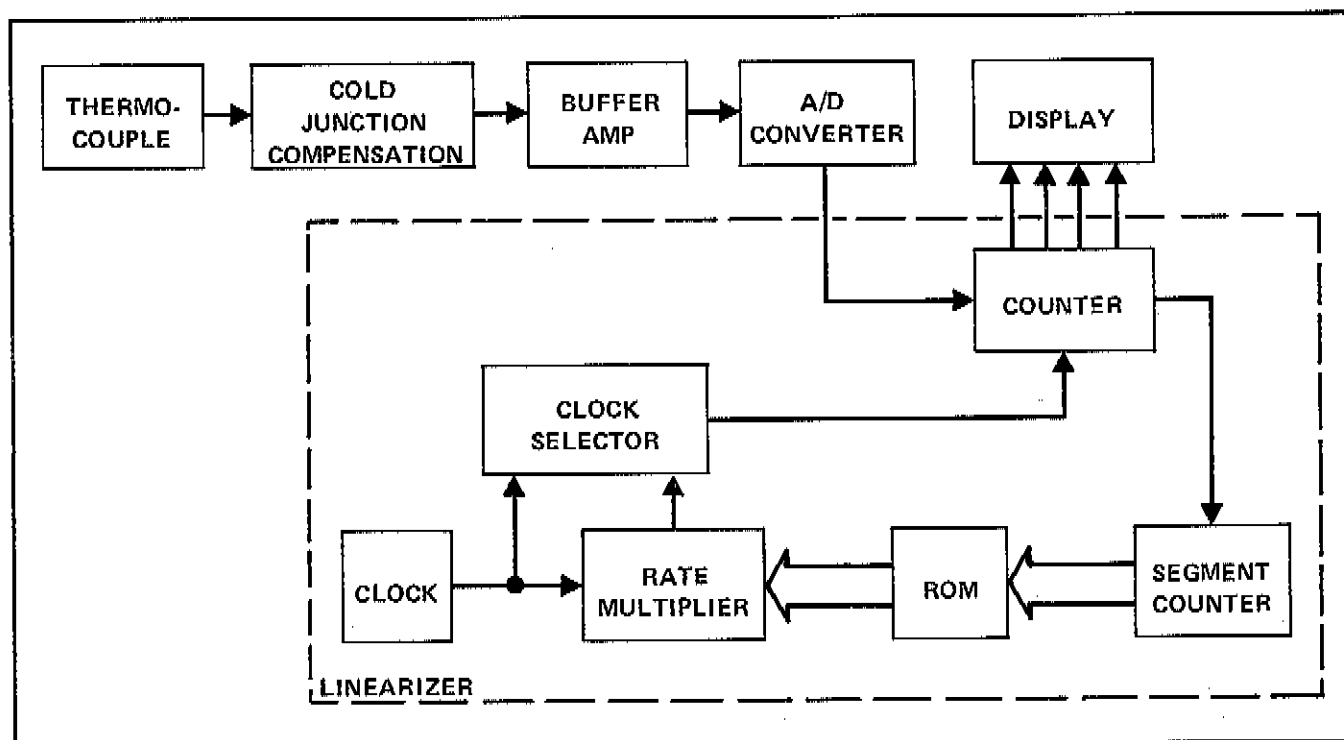 THERMO-
COUPLE
COLD
JUNCTION
COMPENSATION
BUFFER
AMP
A/D
CONVERTER
DISPLAY
COUNTER
CLOCK
SELECTOR
CLOCK
RATE
MULTIPLIER
ROM
SEGMENT
COUNTER
LINEARIZER